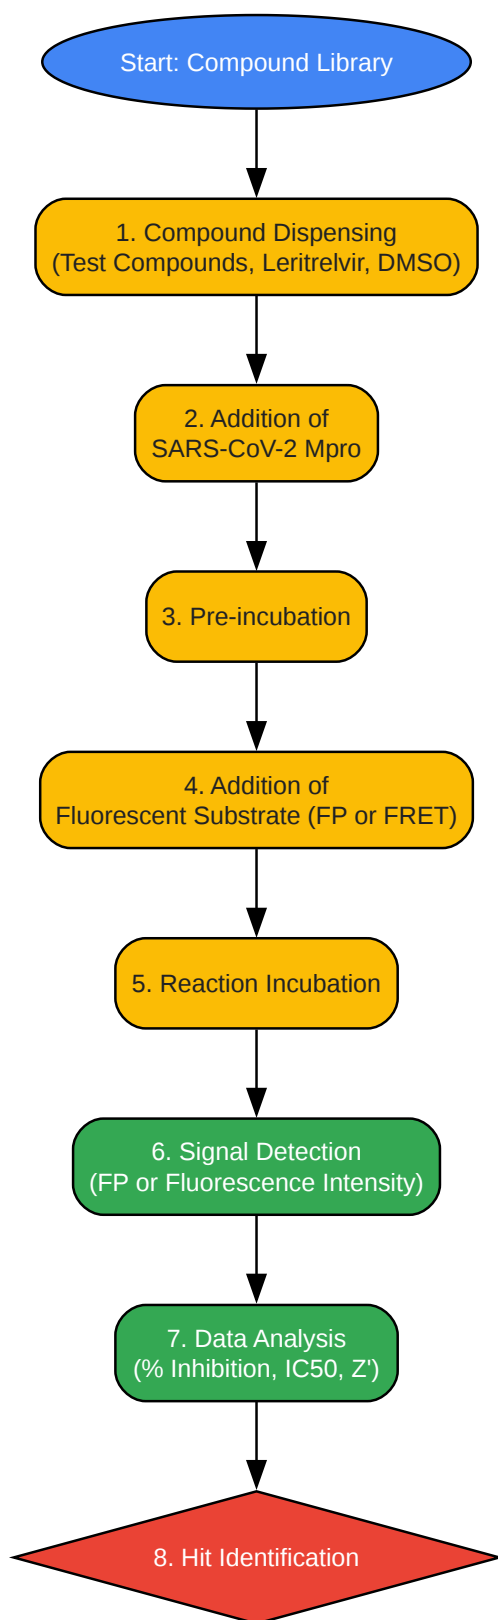 Start: Compound Library
1. Compound Dispensing
(Test Compounds, Leritrelvir, DMSO)
2. Addition of
SARS-CoV-2 Mpro
3. Pre-incubation
4. Addition of
Fluorescent Substrate (FP or FRET)
5. Reaction Incubation
6. Signal Detection
(FP or Fluorescence Intensity)
7. Data Analysis
(% Inhibition, IC50, Z')
8. Hit Identification